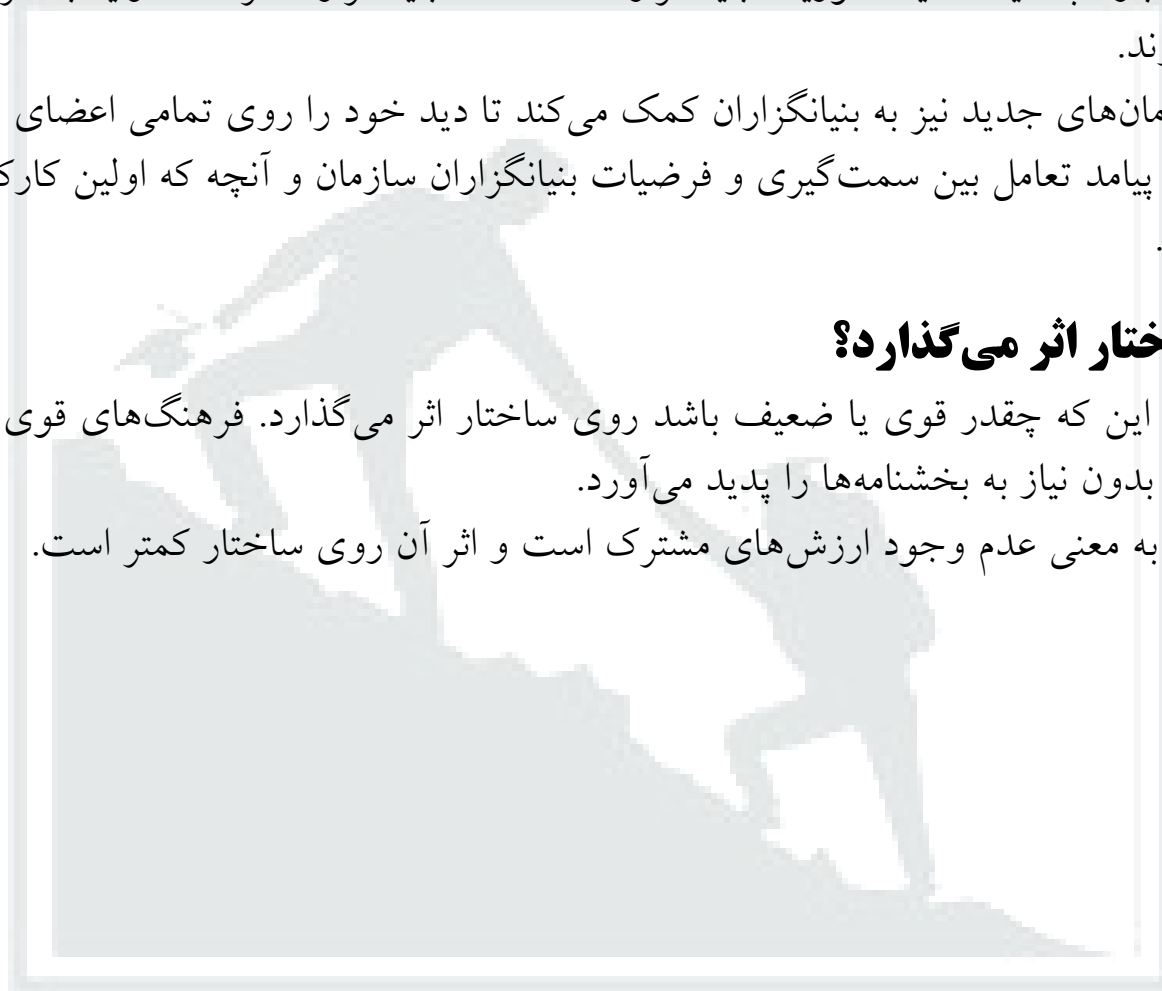 وند.
مان‌های جدید نیز به بنیانگزاران کمک می‌کند تا دید خود را روی تمامی اعضای
پیامد تعامل بین سمت‌گیری و فرضیات بنیانگزاران سازمان و آنچه که اولین کارک
.
ختار اثر می‌گذارد؟
این که چقدر قوی یا ضعیف باشد روی ساختار اثر می‌گذارد. فرهنگ‌های قوی
بدون نیاز به بخشنامه‌ها را پدید می‌آورد.
به معنی عدم وجود ارزش‌های مشترک است و اثر آن روی ساختار کمتر است.